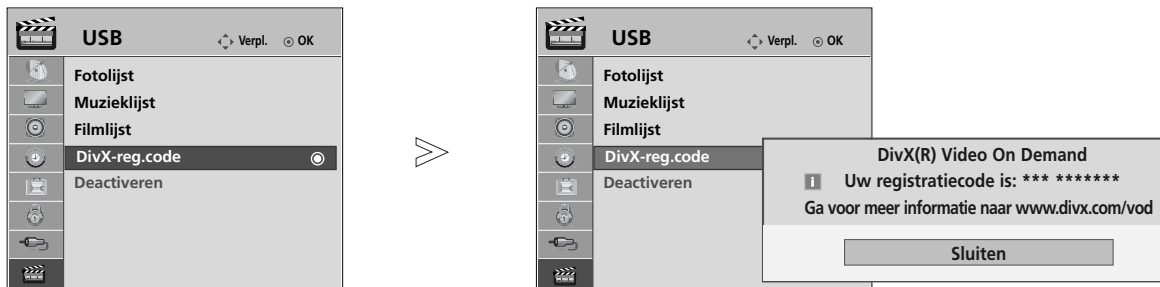 USB Verpl. OK
Fotolijst
Muzieklijst
Filmlijst
DivX-reg.code
Deactiveren
USB Verpl. OK
Fotolijst
Muzieklijst
Filmlijst
DivX-reg.code
Deactiveren
DivX(R) Video On Demand
i Uw registratiecode is: *** *******
Ga voor meer informatie naar www.divx.com/vod
Sluiten